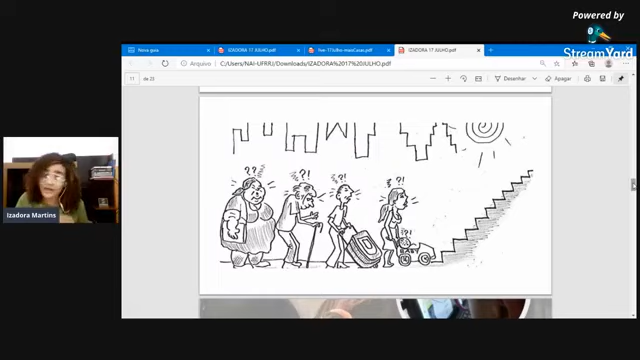 Powered by
StreamYard
Nova guia
IZADORA 17 JULHO.pdf
IZADORA 17 JULHO.pdf
Arquivo
C:/Users/NAI-UFRRJ/Downloads/IZADORA%2017%20JULHO.pdf
11
de 23
Desenhar
Apagar
??
?!
?!
?!
??!
Izadora Martins